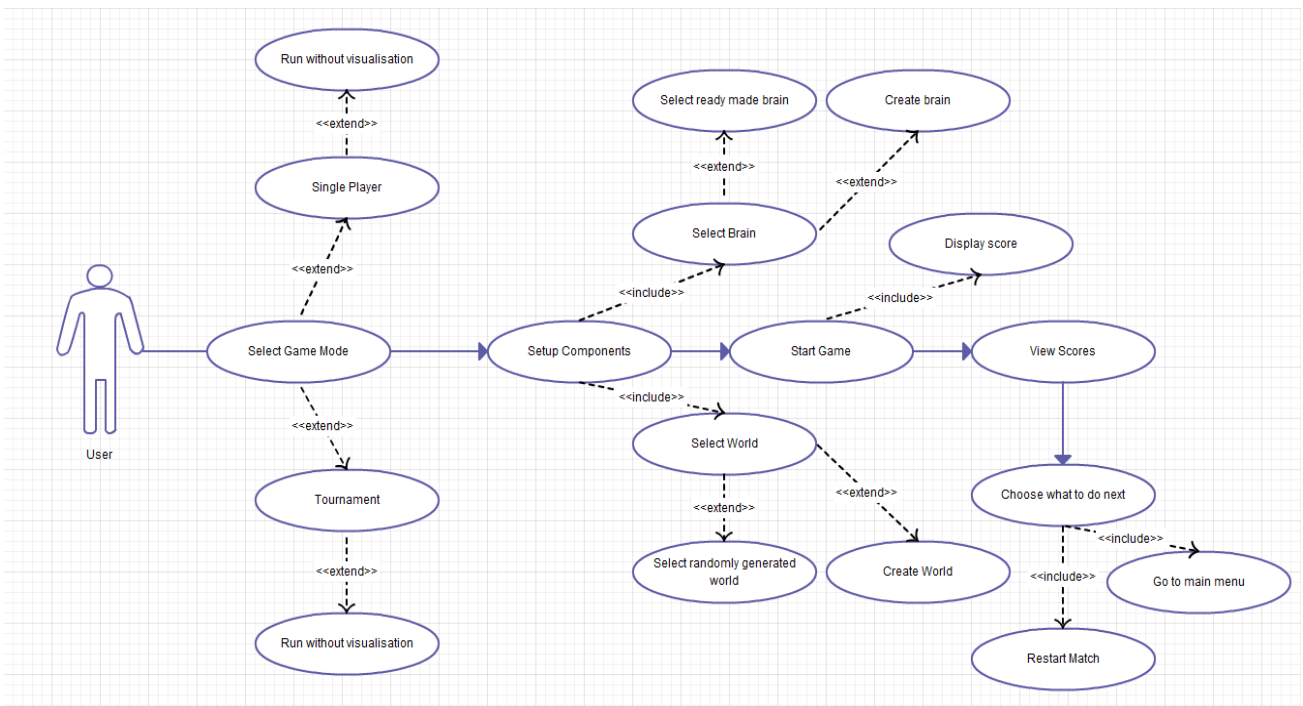 Run without visualisation
<<extend>>
Single Player
<<extend>>
Select ready made brain
Create brain
<<extend>>
<<extend>>
Select Brain
Display score
<<include>>
<<include>>
User
Select Game Mode
Setup Components
Start Game
View Scores
<<extend>>
Tournament
<<extend>>
Run without visualisation
<<include>>
Select World
<<extend>>
<<extend>>
Select randomly generated
world
Create World
Choose what to do next
<<include>>
<<include>>
Go to main menu
Restart Match